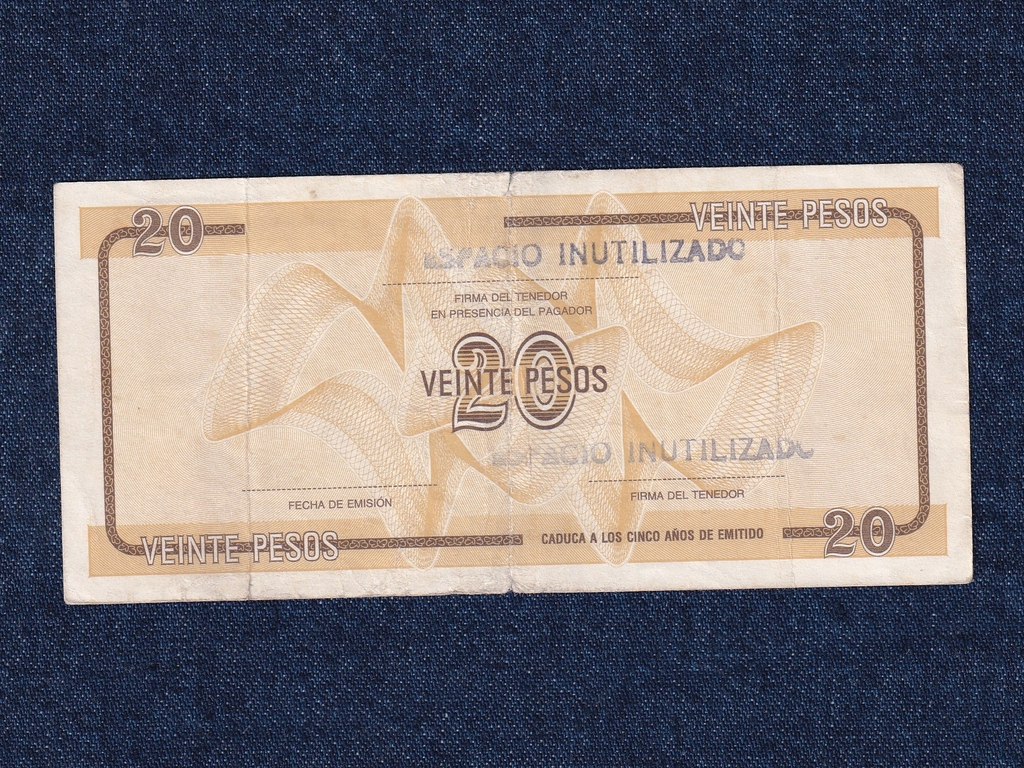 20
VEINTE PESOS
ESPACIO INUTILIZADO
FIRMA DEL TENEDOR
EN PRESENCIA DEL PAGADOR
20
VEINTE PESOS
ESPACIO INUTILIZADO
FECHA DE EMISIÓN
FIRMA DEL TENEDOR
VEINTE PESOS
CADUCA A LOS CINCO AÑOS DE EMITIDO
20